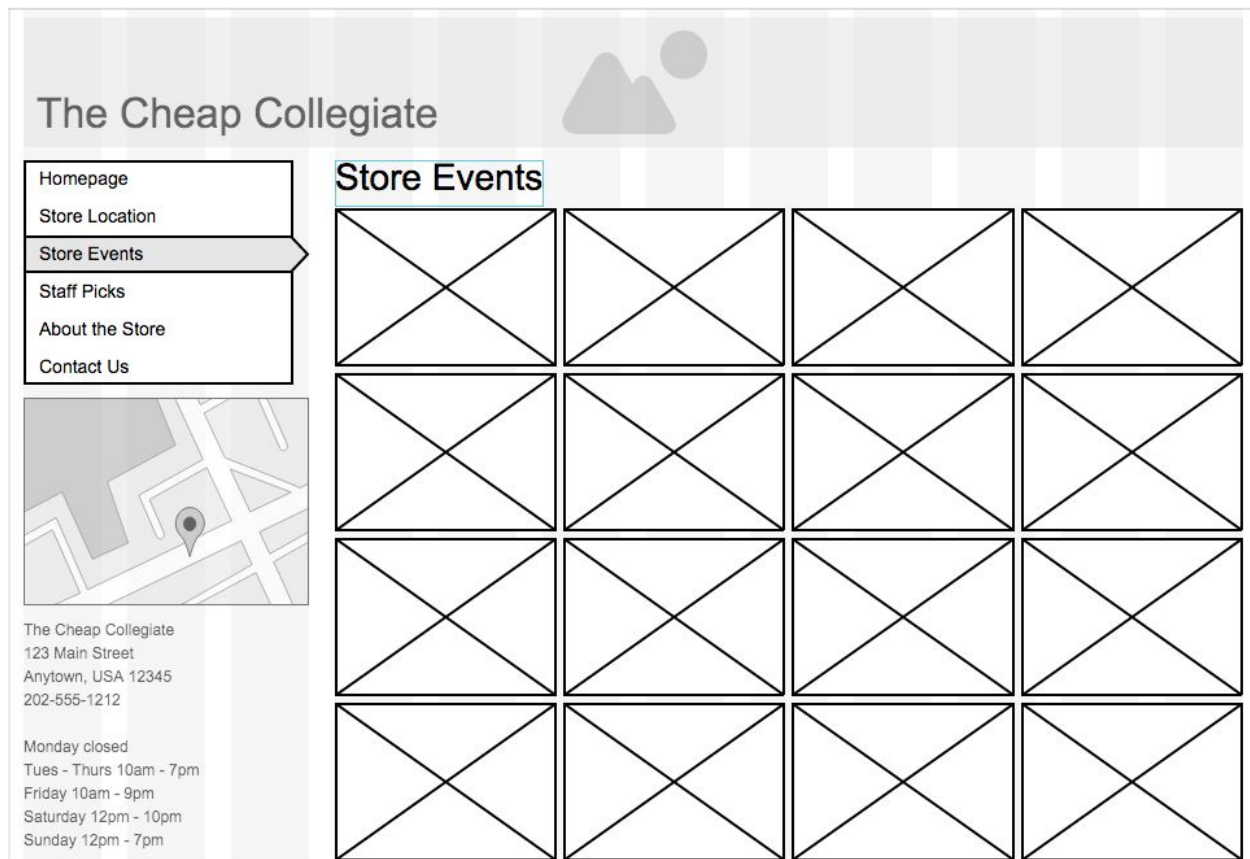 The Cheap Collegiate
Homepage
Store Location
Store Events
Staff Picks
About the Store
Contact Us
The Cheap Collegiate
123 Main Street
Anytown, USA 12345
202-555-1212
Monday closed
Tues - Thurs 10am - 7pm
Friday 10am - 9pm
Saturday 12pm - 10pm
Sunday 12pm - 7pm
Store Events